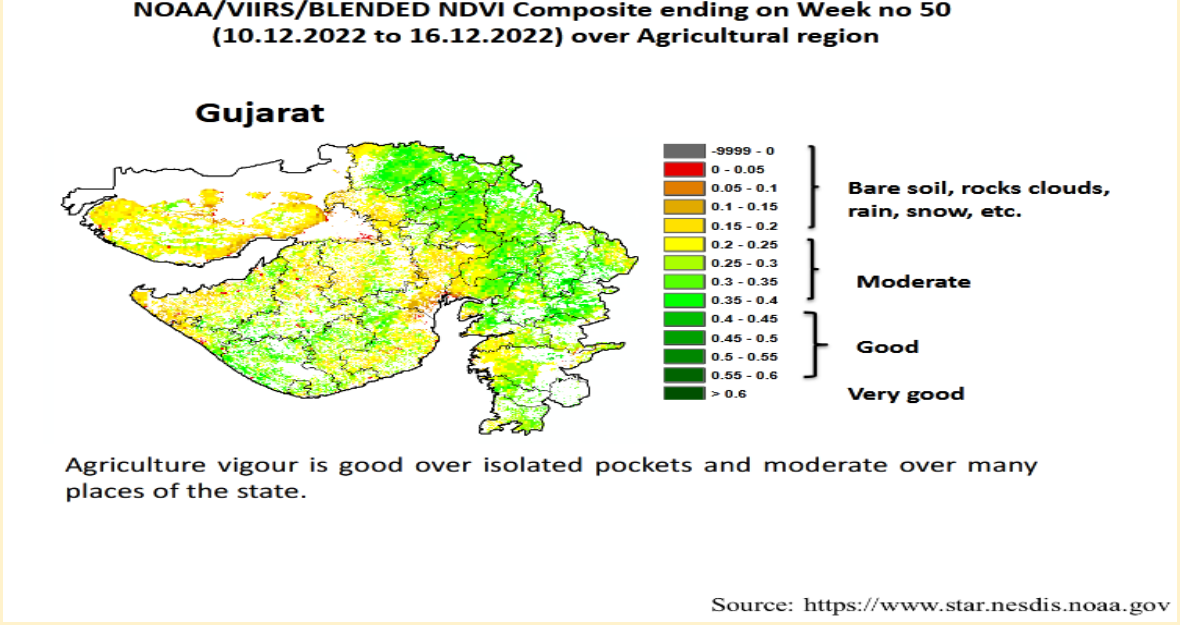 NOAA/VIIRS/BLENDED NDVI Composite ending on Week no 50
(10.12.2022 to 16.12.2022) over Agricultural region
Gujarat
-9999 - 0
0 - 0.05
0.05 - 0.1
0.1 - 0.15
0.15 - 0.2
0.2 - 0.25
0.25 - 0.3
0.3 - 0.35
0.35 - 0.4
0.4 - 0.45
0.45 - 0.5
0.5 - 0.55
0.55 - 0.6
> 0.6
Bare soil, rocks clouds,
rain, snow, etc.
Moderate
Good
Very good
Agriculture vigour is good over isolated pockets and moderate over many
places of the state.
Source: https://www.star.nesdis.noaa.gov